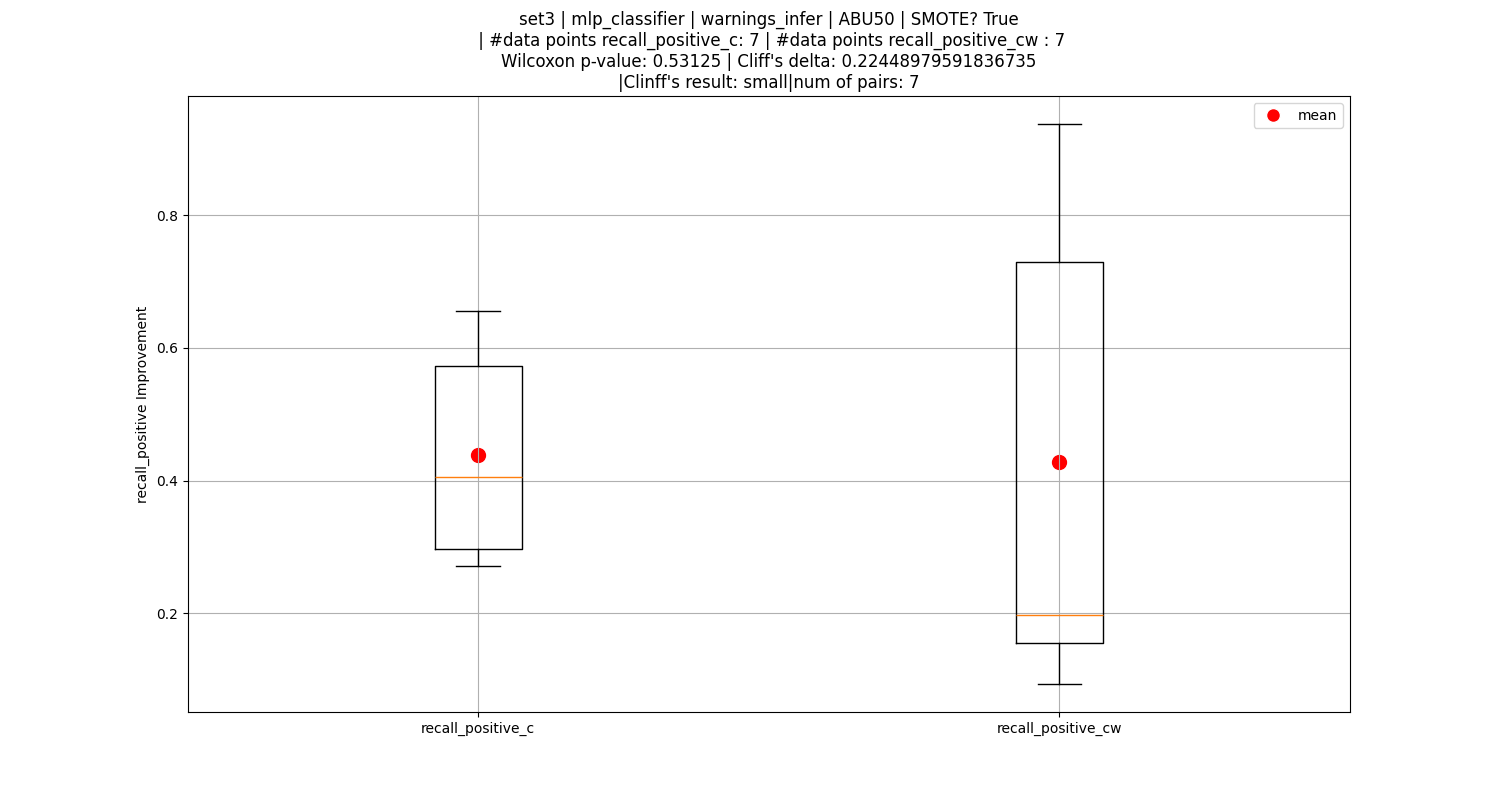 set3 | mlp_classifier | warnings_infer | ABU50 | SMOTE? True
| #data points recall_positive_c: 7 | #data points recall_positive_cw : 7
Wilcoxon p-value: 0.53125 | Cliff's delta: 0.22448979591836735
|Clinff's result: small|num of pairs: 7
mean
0.8
0.6
0.4
0.2
recall_positive Improvement
recall_positive_c
recall_positive_cw